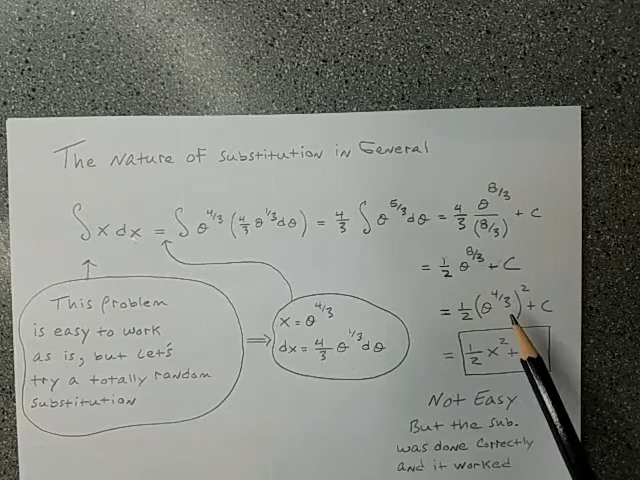 The Nature of Substitution in General
∫ x dx = ∫ θ^4/3 (4/3 θ^1/3 dθ) = 4/3 ∫ θ^5/3 dθ = 4/3 θ^8/3/(8/3) + C
= 1/2 θ^8/3 + C
= 1/2 (θ^4/3)^2 + C
= 1/2 x^2 +
This Problem
is easy to work
as is, but Let's
try a totally random
substitution
⇒
x = θ^4/3
dx = 4/3 θ^1/3 dθ
Not Easy
But the sub.
was done correctly
and it worked